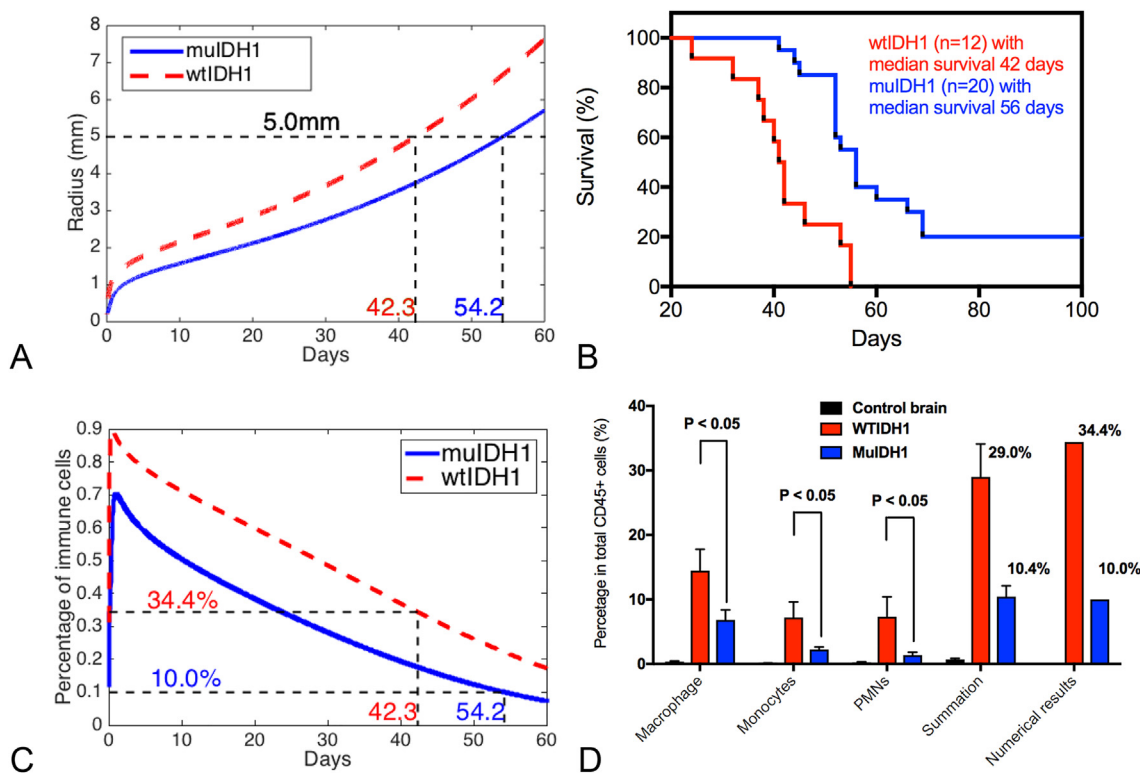 8
7
6
5
4
3
2
1
0
Radius (mm)
muIDH1
wtIDH1
5.0mm
42.3
54.2
0
10
20
30
40
50
60
Days
A
100
80
60
40
20
0
Survival (%)
wtIDH1 (n=12) with
median survival 42 days
muIDH1 (n=20) with
median survival 56 days
20
40
60
80
100
Days
B
0.9
0.8
0.7
0.6
0.5
0.4
0.3
0.2
0.1
0
Percentage of immune cells
muIDH1
wtIDH1
34.4%
10.0%
42.3
54.2
0
10
20
30
40
50
60
Days
C
40
30
20
10
0
Percetage in total CD45+ cells (%)
Control brain
WTIDH1
MuIDH1
P < 0.05
P < 0.05
P < 0.05
29.0%
10.4%
34.4%
10.0%
Macrophage
Monocytes
PMNs
Summation
Numerical results
D